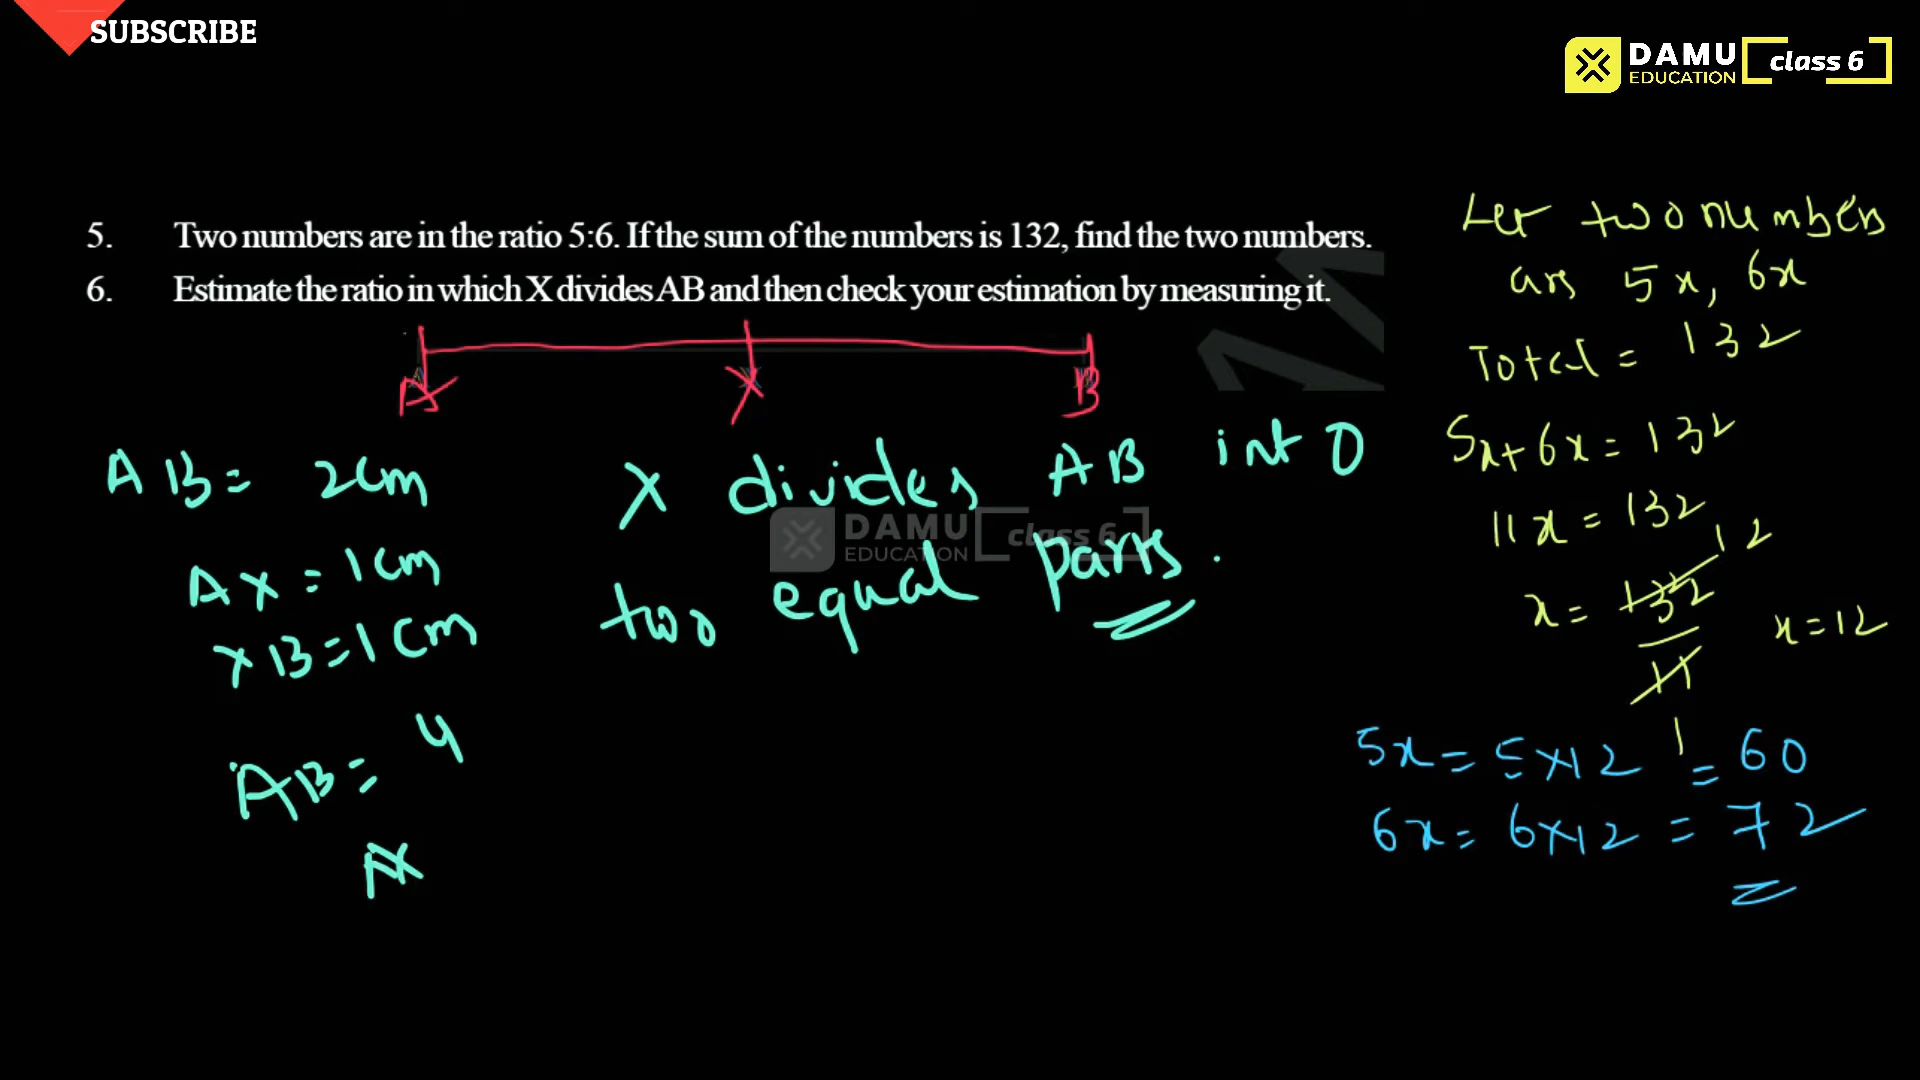 SUBSCRIBE
DAMU
EDUCATION
class 6
5. Two numbers are in the ratio 5:6. If the sum of the numbers is 132, find the two numbers.
6. Estimate the ratio in which X divides AB and then check your estimation by measuring it.
A X B
AB = 2cm
AX = 1cm
XB = 1cm
AB = 4
AX
X divides AB into
two equal parts.
DAMU
EDUCATION
class 6
Let two numbers
are 5x, 6x
Total = 132
5x + 6x = 132
11x = 132
12
x = 132
11
1
x = 12
5x = 5×12 = 60
6x = 6×12 = 72